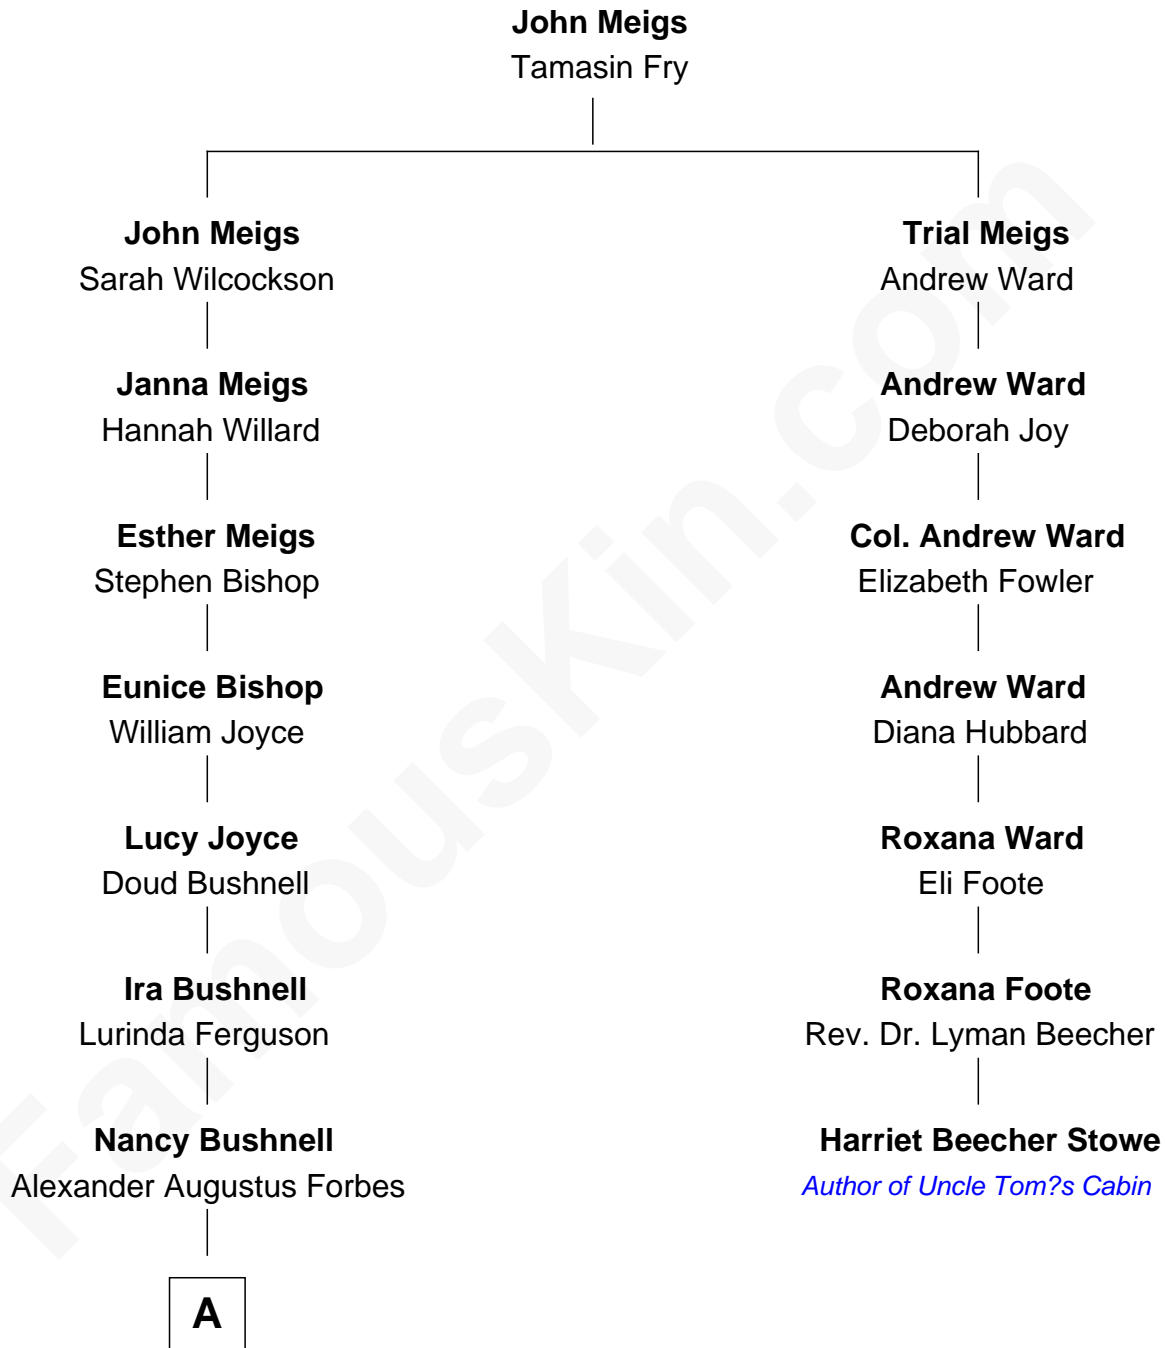 John Meigs
Tamasin Fry
John Meigs
Sarah Wilcockson
Trial Meigs
Andrew Ward
Janna Meigs
Hannah Willard
Andrew Ward
Deborah Joy
Esther Meigs
Stephen Bishop
Col. Andrew Ward
Elizabeth Fowler
Eunice Bishop
William Joyce
Andrew Ward
Diana Hubbard
Lucy Joyce
Doud Bushnell
Roxana Ward
Eli Foote
Ira Bushnell
Lurinda Ferguson
Roxana Foote
Rev. Dr. Lyman Beecher
Nancy Bushnell
Alexander Augustus Forbes
Harriet Beecher Stowe
Author of Uncle Tom?s Cabin
A
FamousKin.com